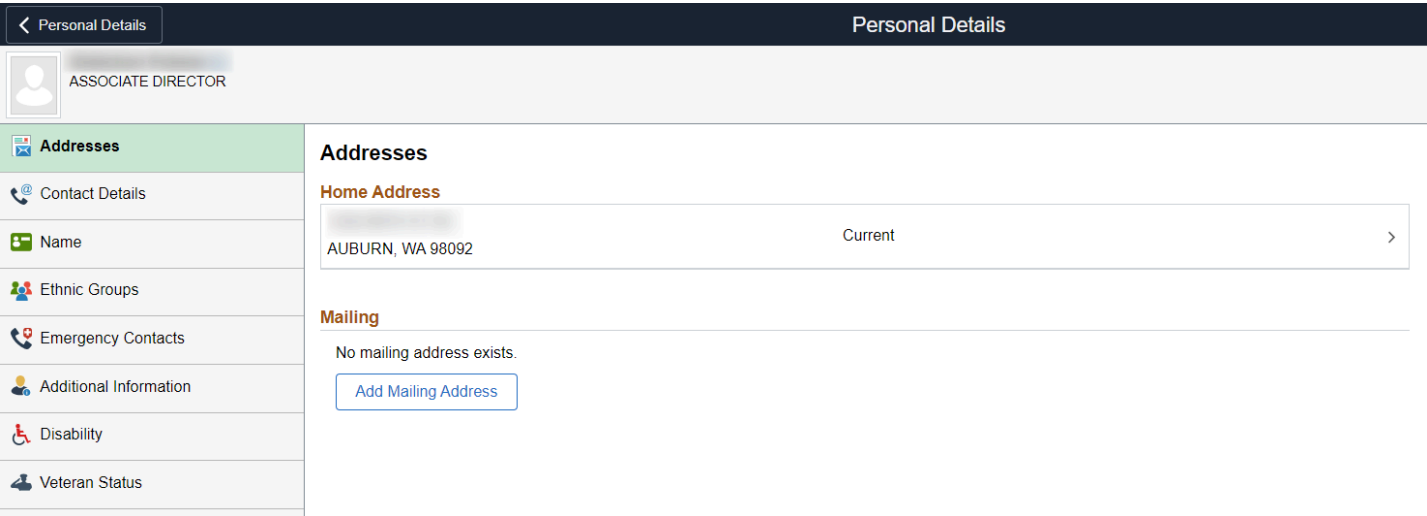 Personal Details
Personal Details
ASSOCIATE DIRECTOR
Addresses
Contact Details
Name
Ethnic Groups
Emergency Contacts
Additional Information
Disability
Veteran Status
Addresses
Home Address
AUBURN, WA 98092
Current
Mailing
No mailing address exists.
Add Mailing Address